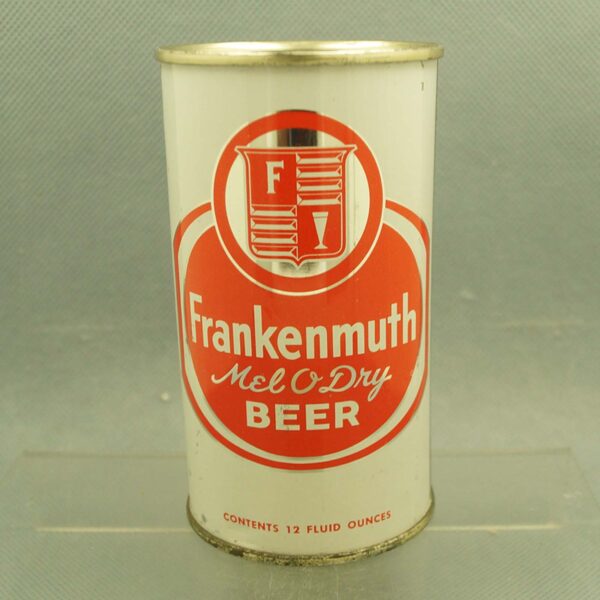 F
Frankenmuth
Mel O Dry
BEER
CONTENTS 12 FLUID OUNCES